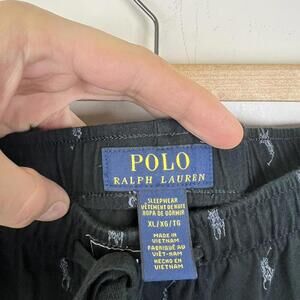 POLO
RALPH LAUREN
SLEEPWEAR
VÊTEMENT DE NUIT
ROPA DE DORMIR
XL/XG/TG
MADE IN
VIETNAM
FABRIQUÉ AU
VIÊT-NAM
HECHO EN
VIETNAM